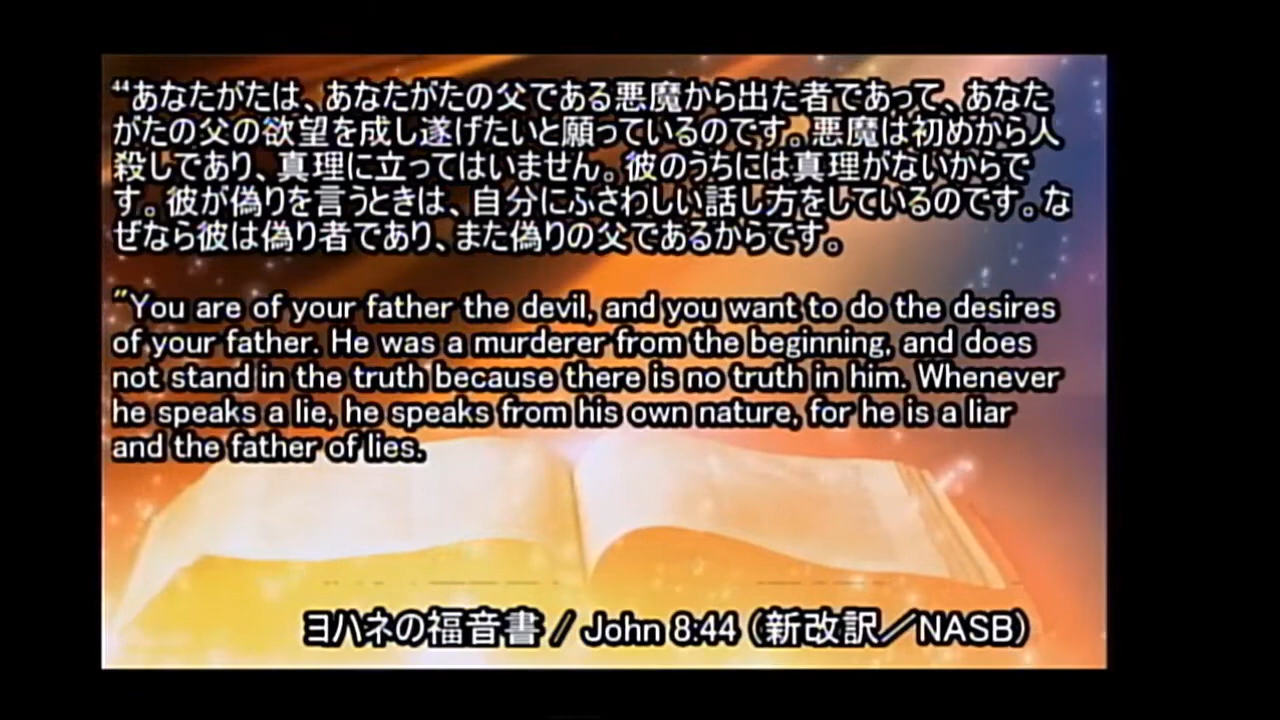 ⁴⁴あなたがたは、あなたがたの父である悪魔から出た者であって、あなた
がたの父の欲望を成し遂げたいと願っているのです。悪魔は初めから人
殺しであり、真理に立ってはいません。彼のうちには真理がないからで
す。彼が偽りを言うときは、自分にふさわしい話し方をしているのです。な
ぜなら彼は偽り者であり、また偽りの父であるからです。
"You are of your father the devil, and you want to do the desires
of your father. He was a murderer from the beginning, and does
not stand in the truth because there is no truth in him. Whenever
he speaks a lie, he speaks from his own nature, for he is a liar
and the father of lies.
ヨハネの福音書 / John 8:44 (新改訳／NASB)